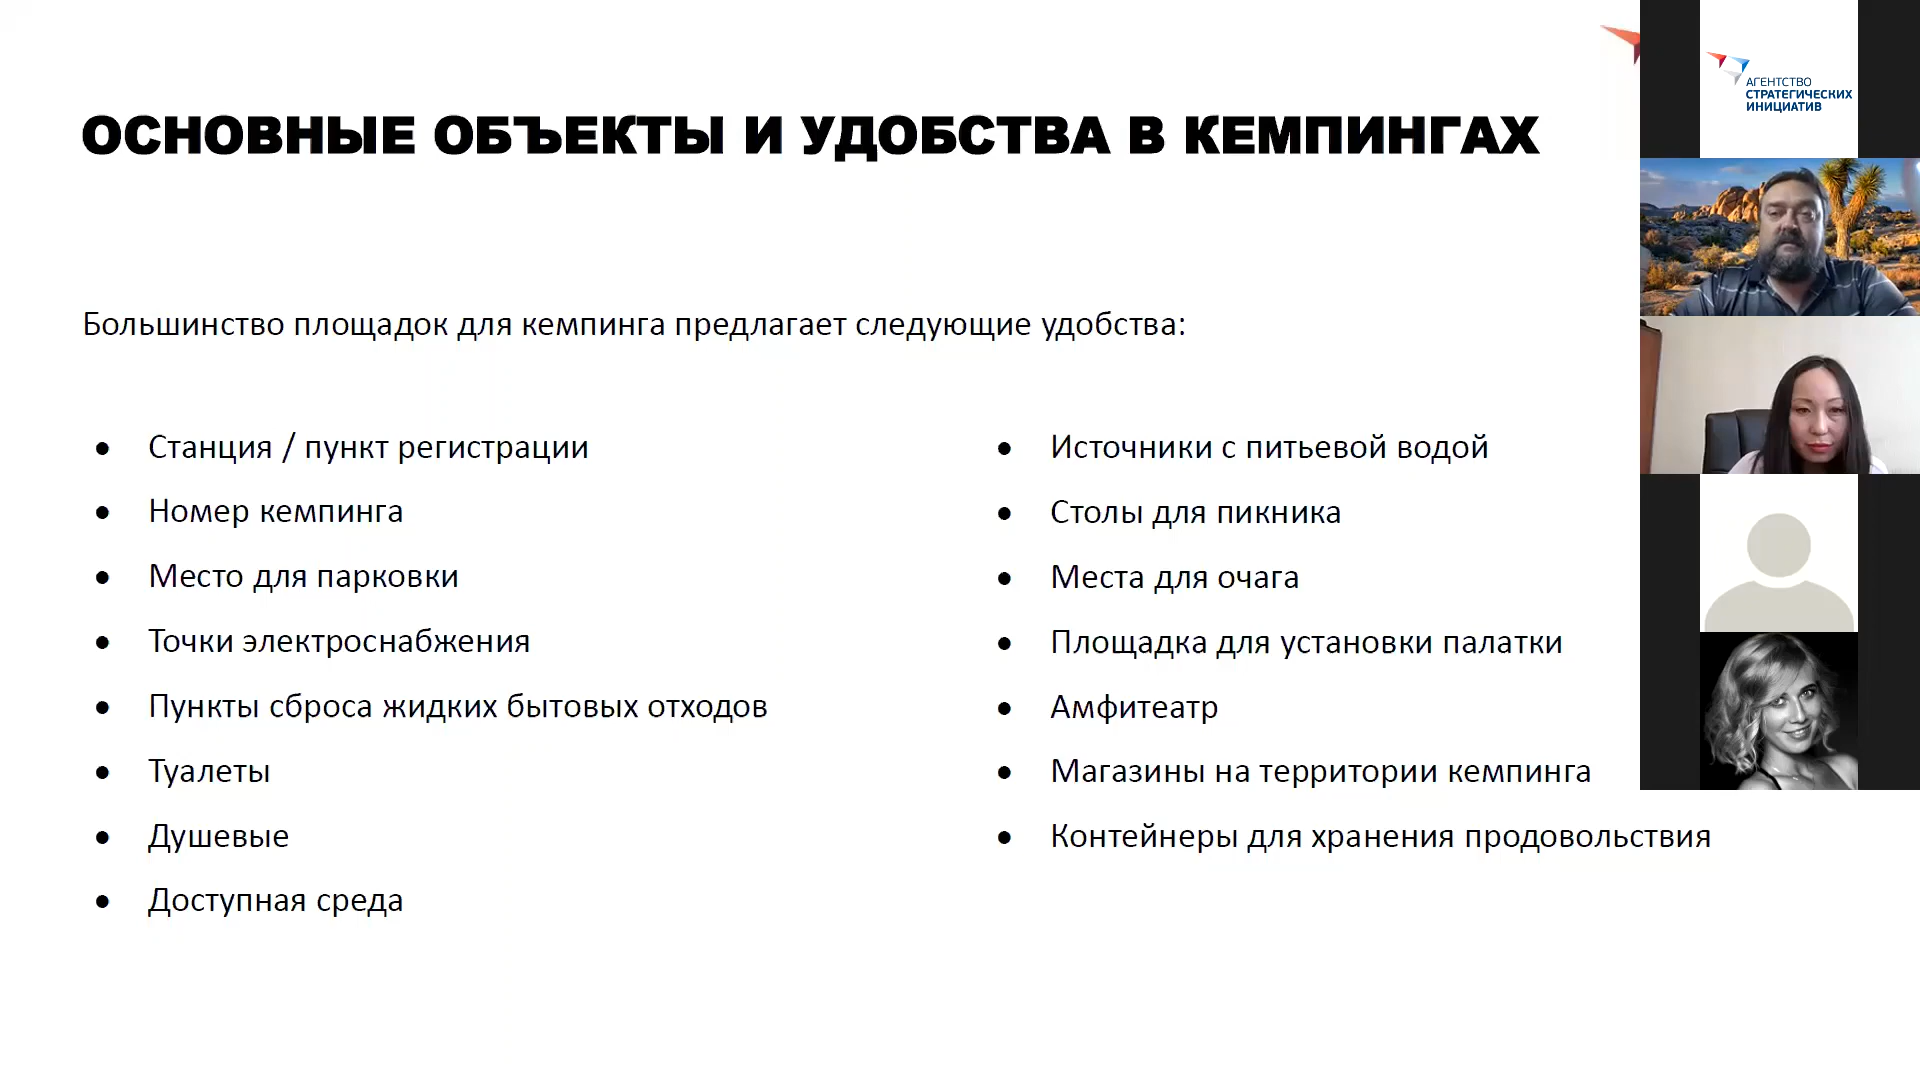 ОСНОВНЫЕ ОБЪЕКТЫ И УДОБСТВА В КЕМПИНГАХ
Большинство площадок для кемпинга предлагает следующие удобства:
Станция / пункт регистрации
Номер кемпинга
Место для парковки
Точки электроснабжения
Пункты сброса жидких бытовых отходов
Туалеты
Душевые
Доступная среда
Источники с питьевой водой
Столы для пикника
Места для очага
Площадка для установки палатки
Амфитеатр
Магазины на территории кемпинга
Контейнеры для хранения продовольствия
АГЕНТСТВО
СТРАТЕГИЧЕСКИХ
ИНИЦИАТИВ